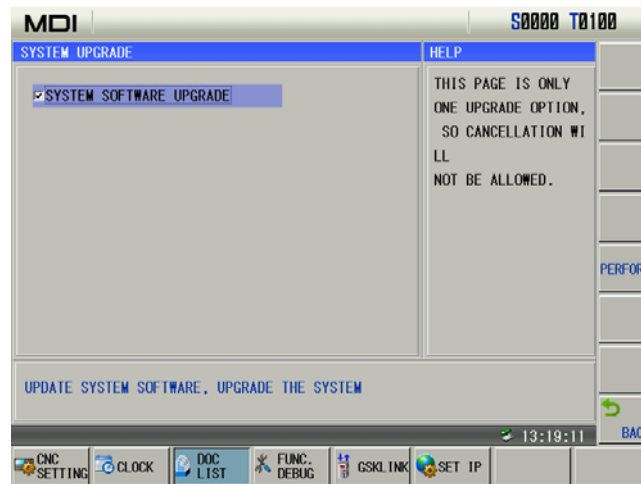 MDI
S0000 T0100
SYSTEM UPGRADE
HELP
SYSTEM SOFTWARE UPGRADE
THIS PAGE IS ONLY
ONE UPGRADE OPTION,
SO CANCELLATION WI
LL
NOT BE ALLOWED.
PERFOR
UPDATE SYSTEM SOFTWARE, UPGRADE THE SYSTEM
13:19:11
BAC
CNC
SETTING
CLOCK
DOC
LIST
FUNC.
DEBUG
GSKLINK
SET IP